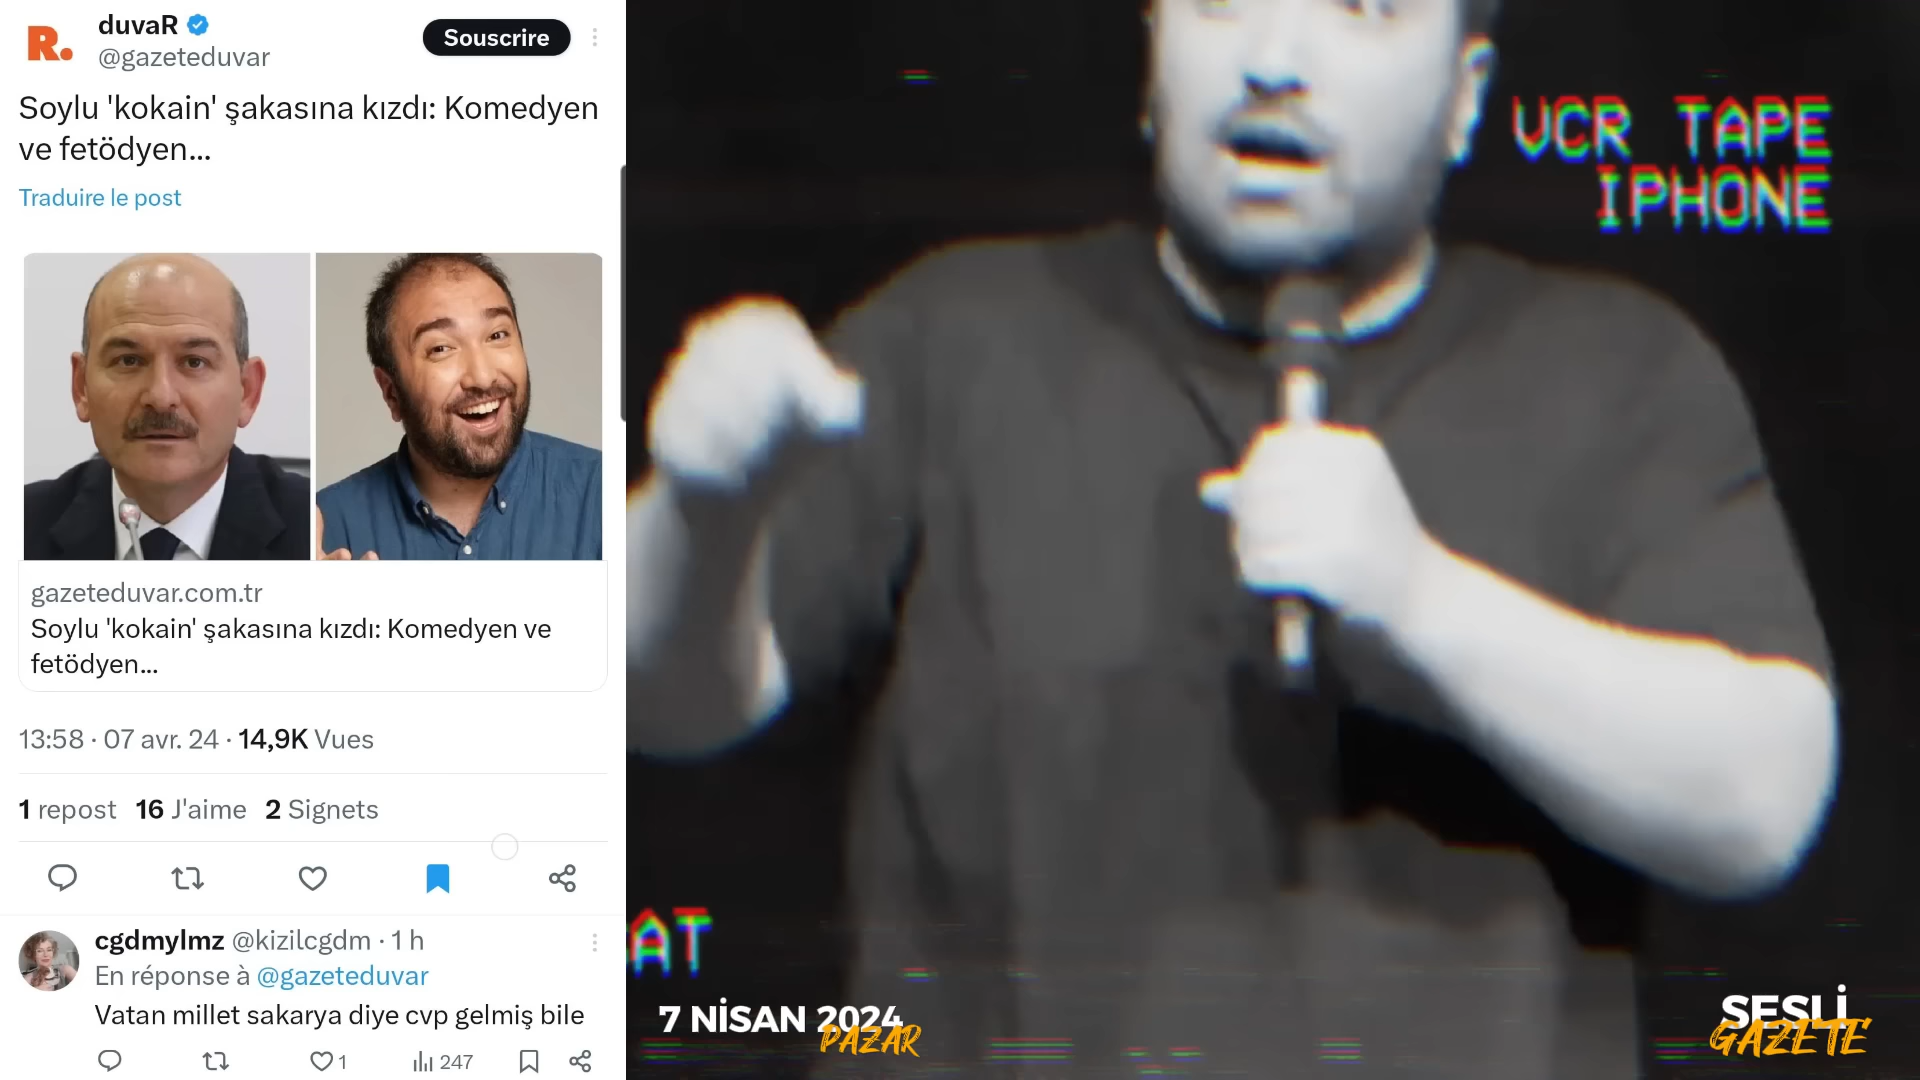 duvaR
@gazeteduvar
Souscrire
Soylu 'kokain' şakasına kızdı: Komedyen
ve fetödyen...
Traduire le post
gazeteduvar.com.tr
Soylu 'kokain' şakasına kızdı: Komedyen ve
fetödyen...
13:58 · 07 avr. 24 · 14,9K Vues
1 repost 16 J'aime 2 Signets
cgdmylmz @kizilcgdm · 1 h
En réponse à @gazeteduvar
Vatan millet sakarya diye cvp gelmiş bile
1 247
R.
VCR TAPE
IPHONE
AT
7 NİSAN 2024
PAZAR
SESLİ
GAZETE